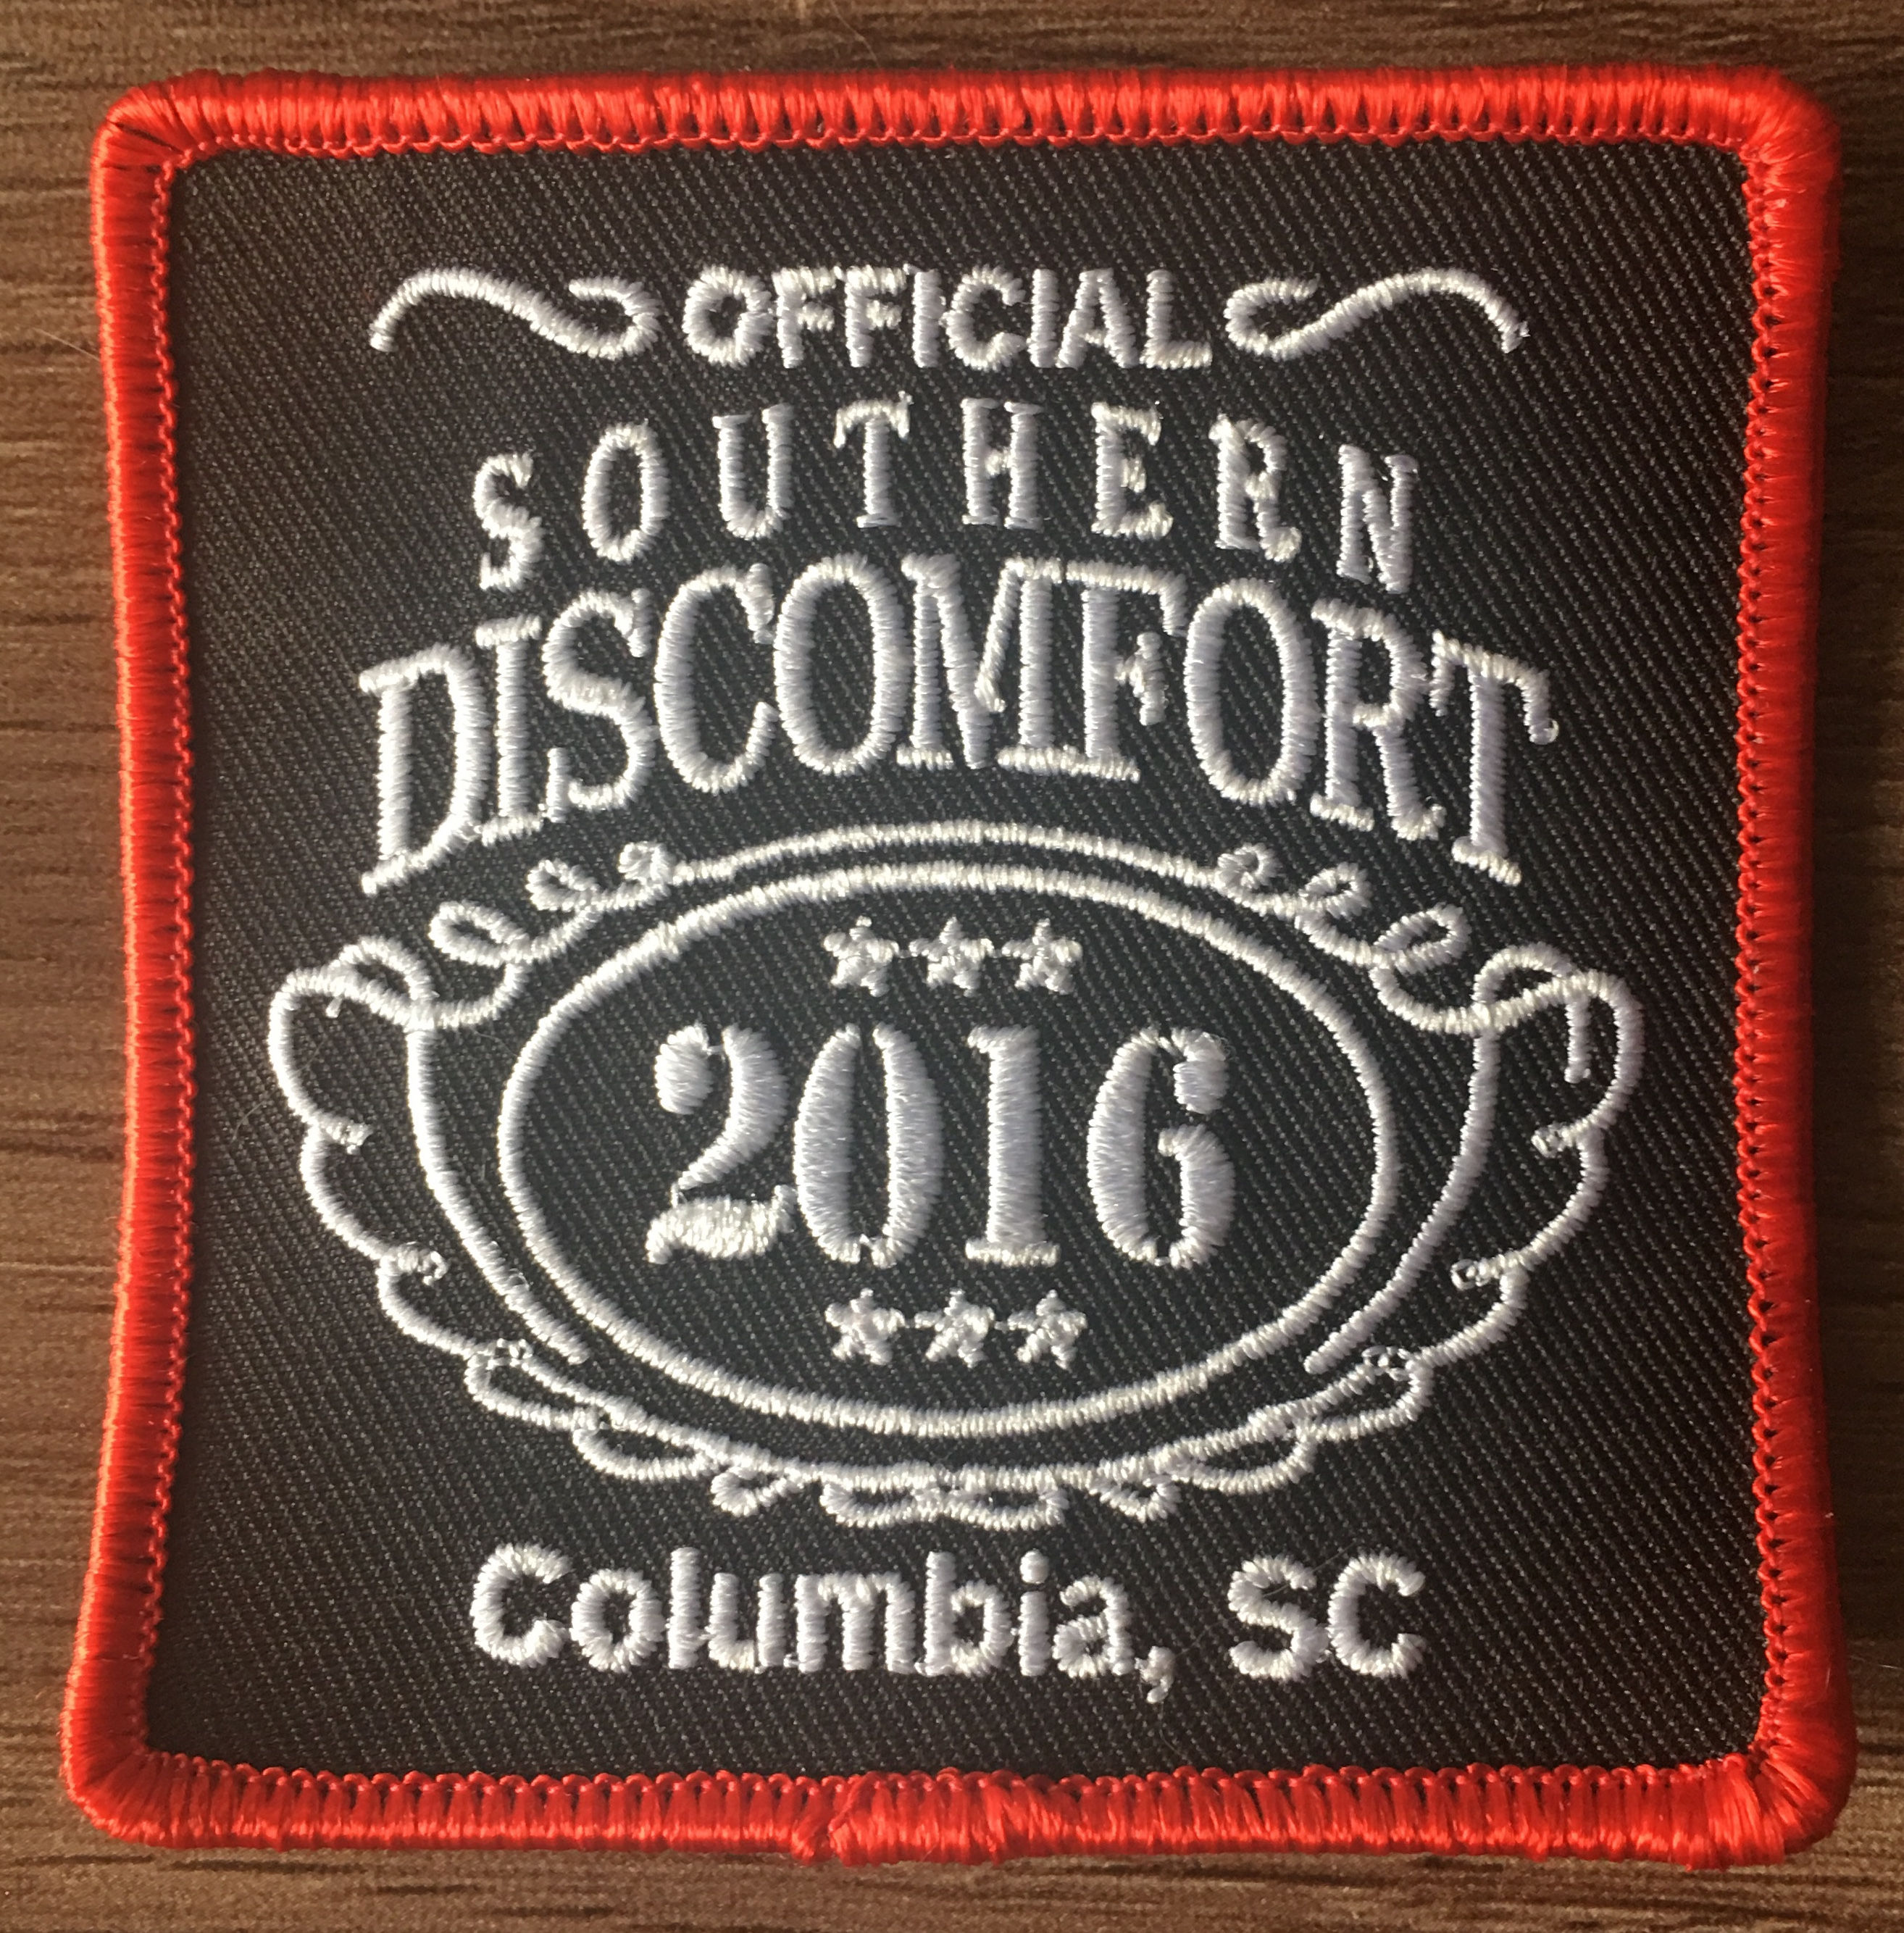 OFFICIAL
SOUTHERN
DISCOMFORT
2016
Columbia, SC